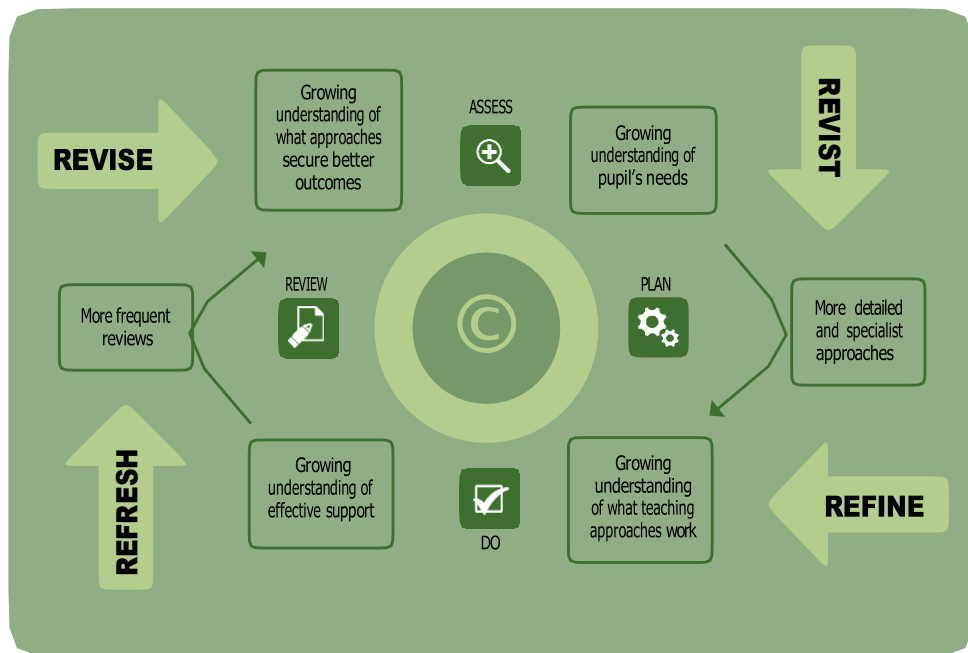 Growing
understanding of
what approaches
secure better
outcomes
ASSESS
Growing
understanding of
pupil's needs
REVISE
REVIST
REVIEW
PLAN
More frequent
reviews
©
More detailed
and specialist
approaches
REFRESH
Growing
understanding of
effective support
DO
Growing
understanding
of what teaching
approaches work
REFINE